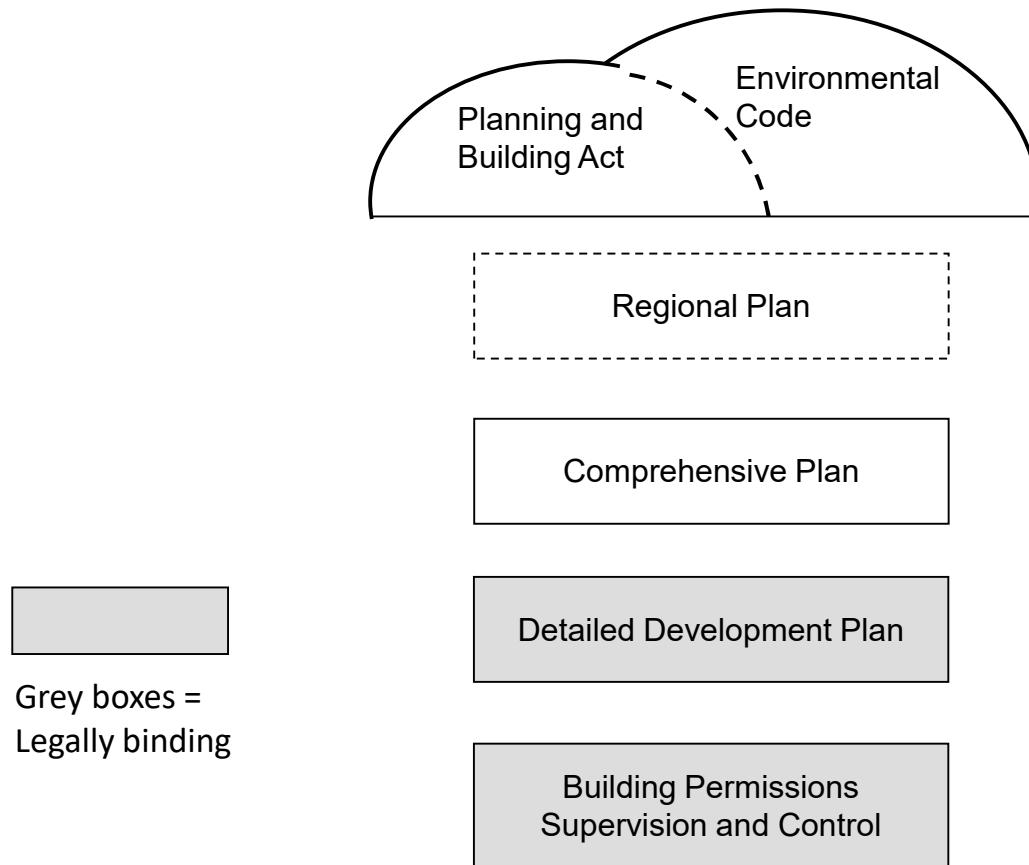 Planning and
Building Act
Environmental
Code
Regional Plan
Comprehensive Plan
Detailed Development Plan
Grey boxes =
Legally binding
Building Permissions
Supervision and Control